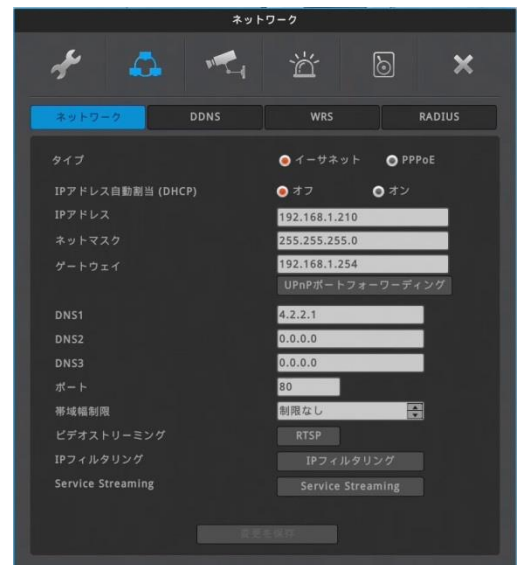 ネットワーク
ネットワーク DDNS WRS RADIUS
タイプ イーサネット PPPoE
IPアドレス自動割当 (DHCP) オフ オン
IPアドレス 192.168.1.210
ネットマスク 255.255.255.0
ゲートウェイ 192.168.1.254
UPnPポートフォーワーディング
DNS1 4.2.2.1
DNS2 0.0.0.0
DNS3 0.0.0.0
ポート 80
帯域幅制限 制限なし
ビデオストリーミング RTSP
IPフィルタリング IPフィルタリング
Service Streaming Service Streaming
変更を保存